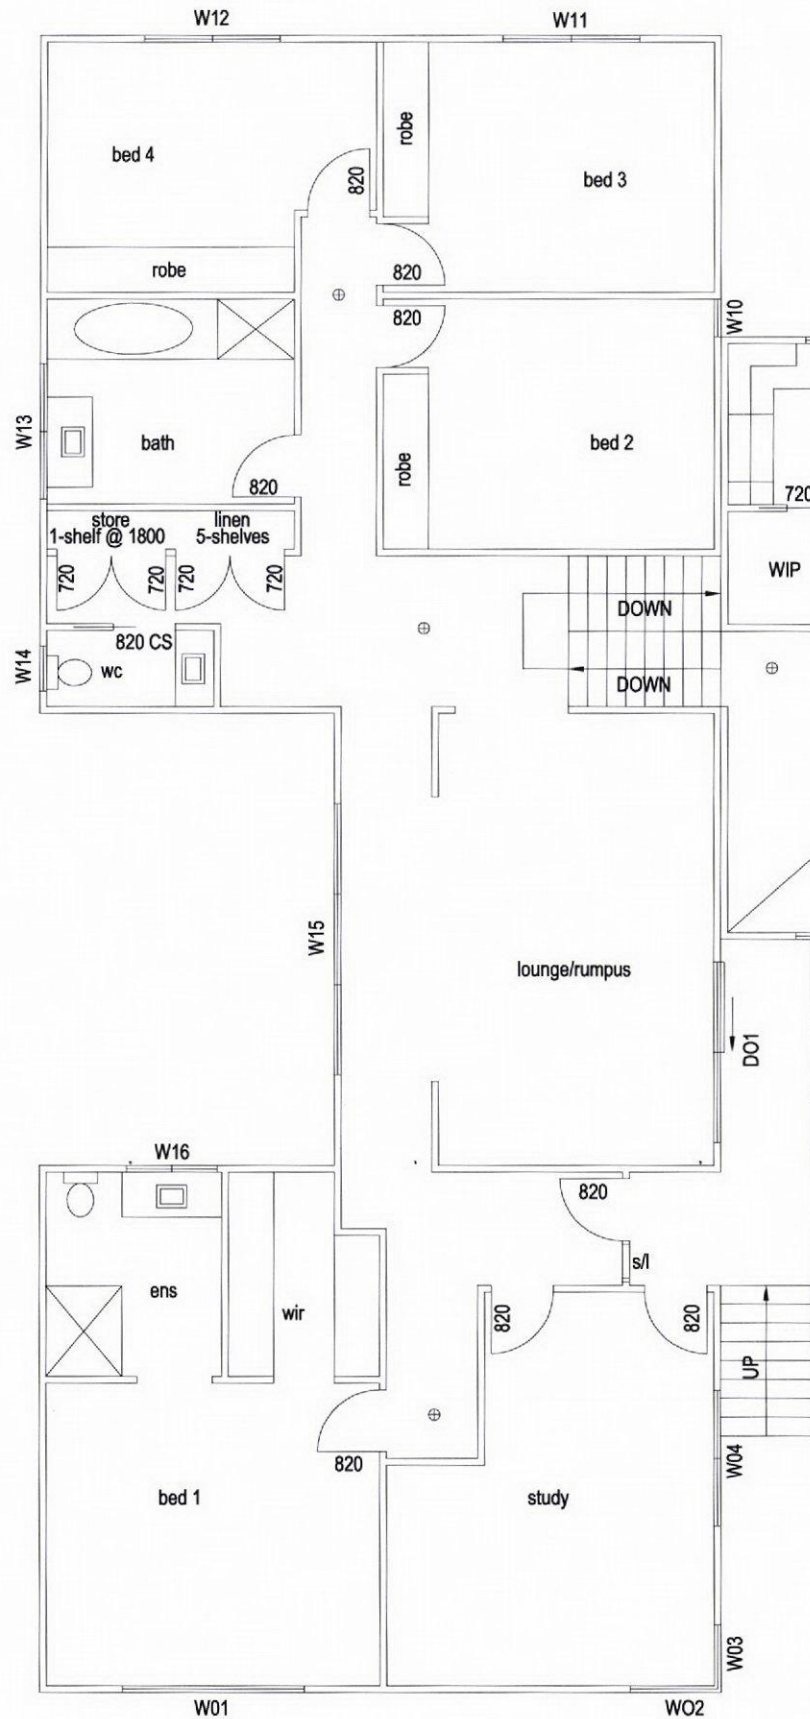 W12
W11
bed 4
820
robe
bed 3
robe
820
820
W10
W13
bath
820
robe
bed 2
720
store
1-shelf @ 1800
linen
5-shelves
720
720
720
720
WIP
DOWN
820 CS
W14
wc
DOWN
W15
lounge/rumpus
DO1
W16
820
s/l
ens
wir
820
820
UP
820
W04
bed 1
study
W03
W01
WO2